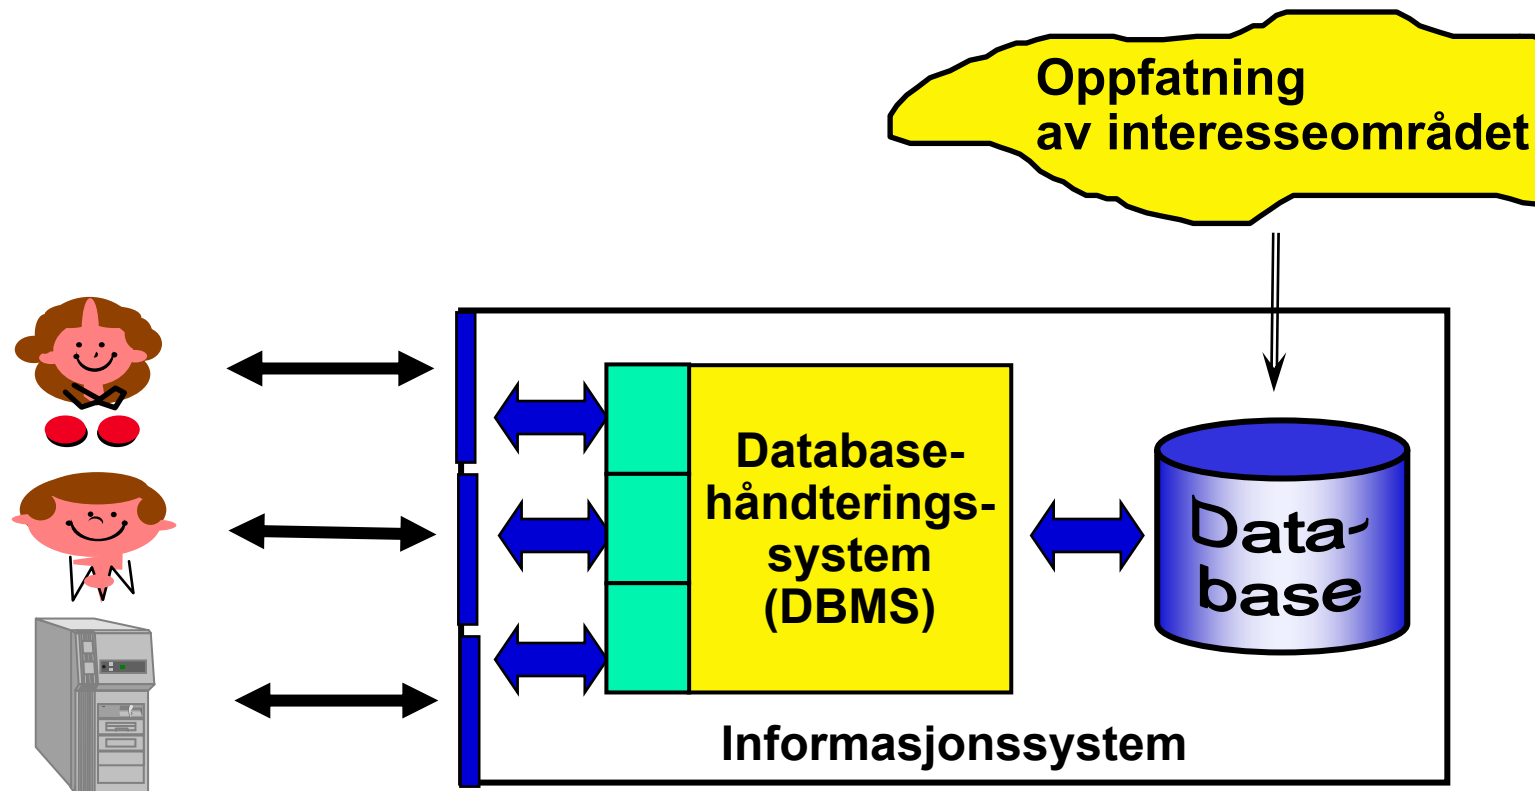 Oppfatning
av interesseområdet
Database-
håndterings-
system
(DBMS)
Data-
base
Informasjonssystem